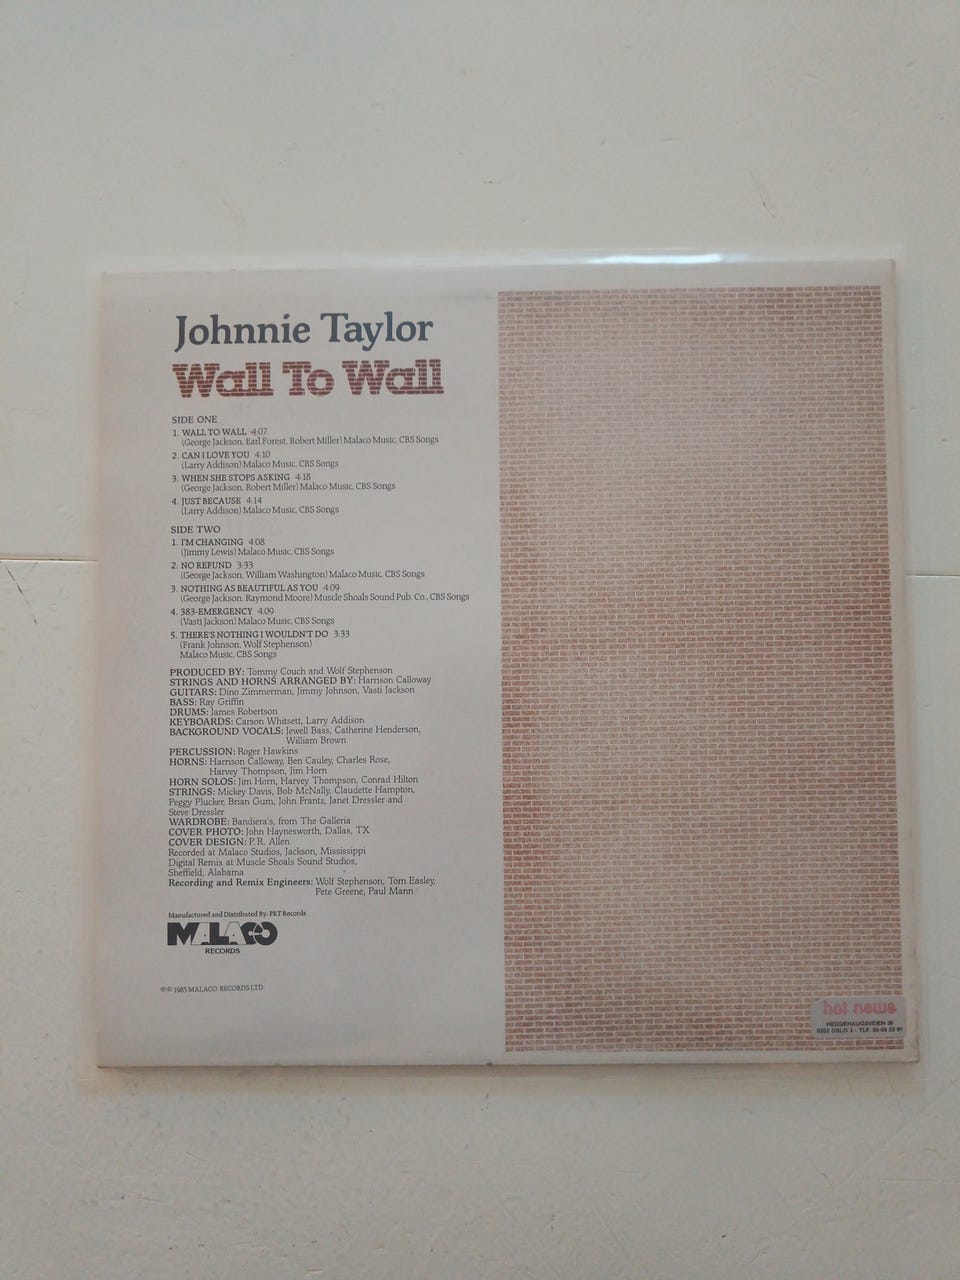 Johnnie Taylor
Wall To Wall
SIDE ONE
1. WALL TO WALL 4:07
(George Jackson, Earl Forest, Robert Miller) Malaco Music, CBS Songs
2. CAN I LOVE YOU 4:10
(Larry Addison) Malaco Music, CBS Songs
3. WHEN SHE STOPS ASKING 4:18
(George Jackson, Robert Miller) Malaco Music, CBS Songs
4. JUST BECAUSE 4:14
(Larry Addison) Malaco Music, CBS Songs
SIDE TWO
1. I'M CHANGING 4:08
(Jimmy Lewis) Malaco Music, CBS Songs
2. NO REFUND 3:33
(George Jackson, William Washington) Malaco Music, CBS Songs
3. NOTHING AS BEAUTIFUL AS YOU 4:09
(George Jackson, Raymond Moore) Muscle Shoals Sound Pub. Co., CBS Songs
4. 383-EMERGENCY 4:09
(Vasti Jackson) Malaco Music, CBS Songs
5. THERE'S NOTHING I WOULDN'T DO 3:33
(Frank Johnson, Wolf Stephenson)
Malaco Music, CBS Songs
PRODUCED BY: Tommy Couch and Wolf Stephenson
STRINGS AND HORNS ARRANGED BY: Harrison Calloway
GUITARS: Dino Zimmerman, Jimmy Johnson, Vasti Jackson
BASS: Ray Griffin
DRUMS: James Robertson
KEYBOARDS: Carson Whitsett, Larry Addison
BACKGROUND VOCALS: Jewell Bass, Catherine Henderson,
William Brown
PERCUSSION: Roger Hawkins
HORNS: Harrison Calloway, Ben Cauley, Charles Rose,
Harvey Thompson, Jim Horn
HORN SOLOS: Jim Horn, Harvey Thompson, Conrad Hilton
STRINGS: Mickey Davis, Bob McNally, Claudette Hampton,
Peggy Plucker, Brian Gum, John Frantz, Janet Dressler and
Steve Dressler
WARDROBE: Bandiera's, from The Galleria
COVER PHOTO: John Haynesworth, Dallas, TX
COVER DESIGN: P. R. Allen
Recorded at Malaco Studios, Jackson, Mississippi
Digital Remix at Muscle Shoals Sound Studios,
Sheffield, Alabama
Recording and Remix Engineers: Wolf Stephenson, Tom Easley,
Pete Greene, Paul Mann
Manufactured and Distributed By: PRT Records
MALACO
RECORDS
℗© 1985 MALACO. RECORDS LTD
hot news
HEGDEHAUGSVEIEN 36
0352 OSLO 3 - TLF.